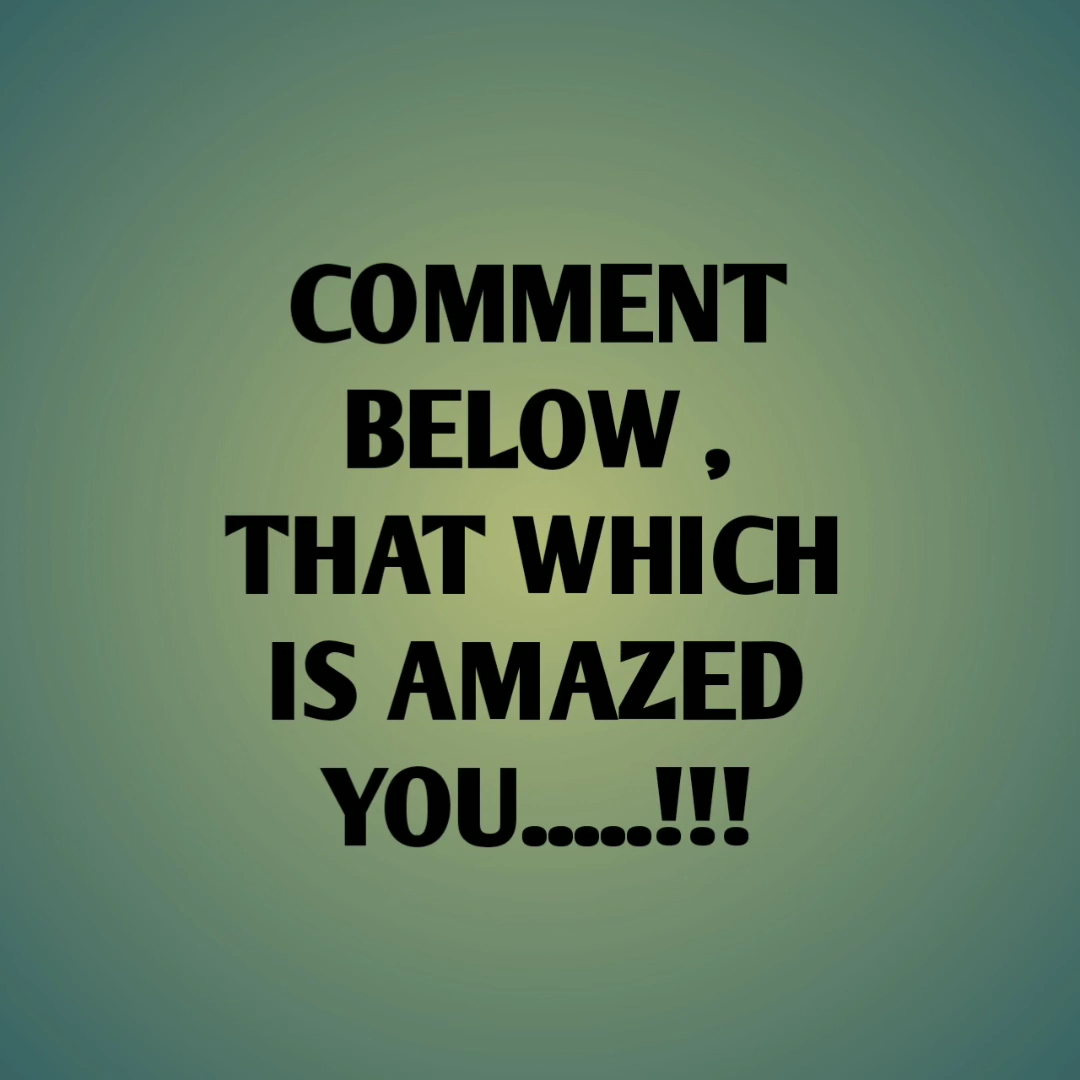 COMMENT
BELOW ,
THAT WHICH
IS AMAZED
YOU.....!!!